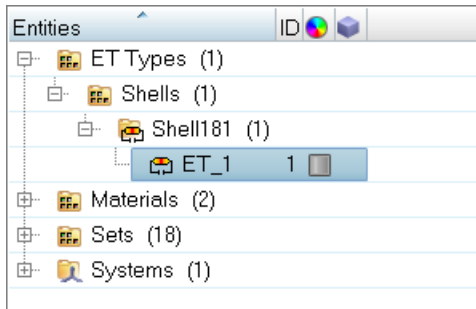 Entities ID
ET Types (1)
Shells (1)
Shell181 (1)
ET_1 1
Materials (2)
Sets (18)
Systems (1)